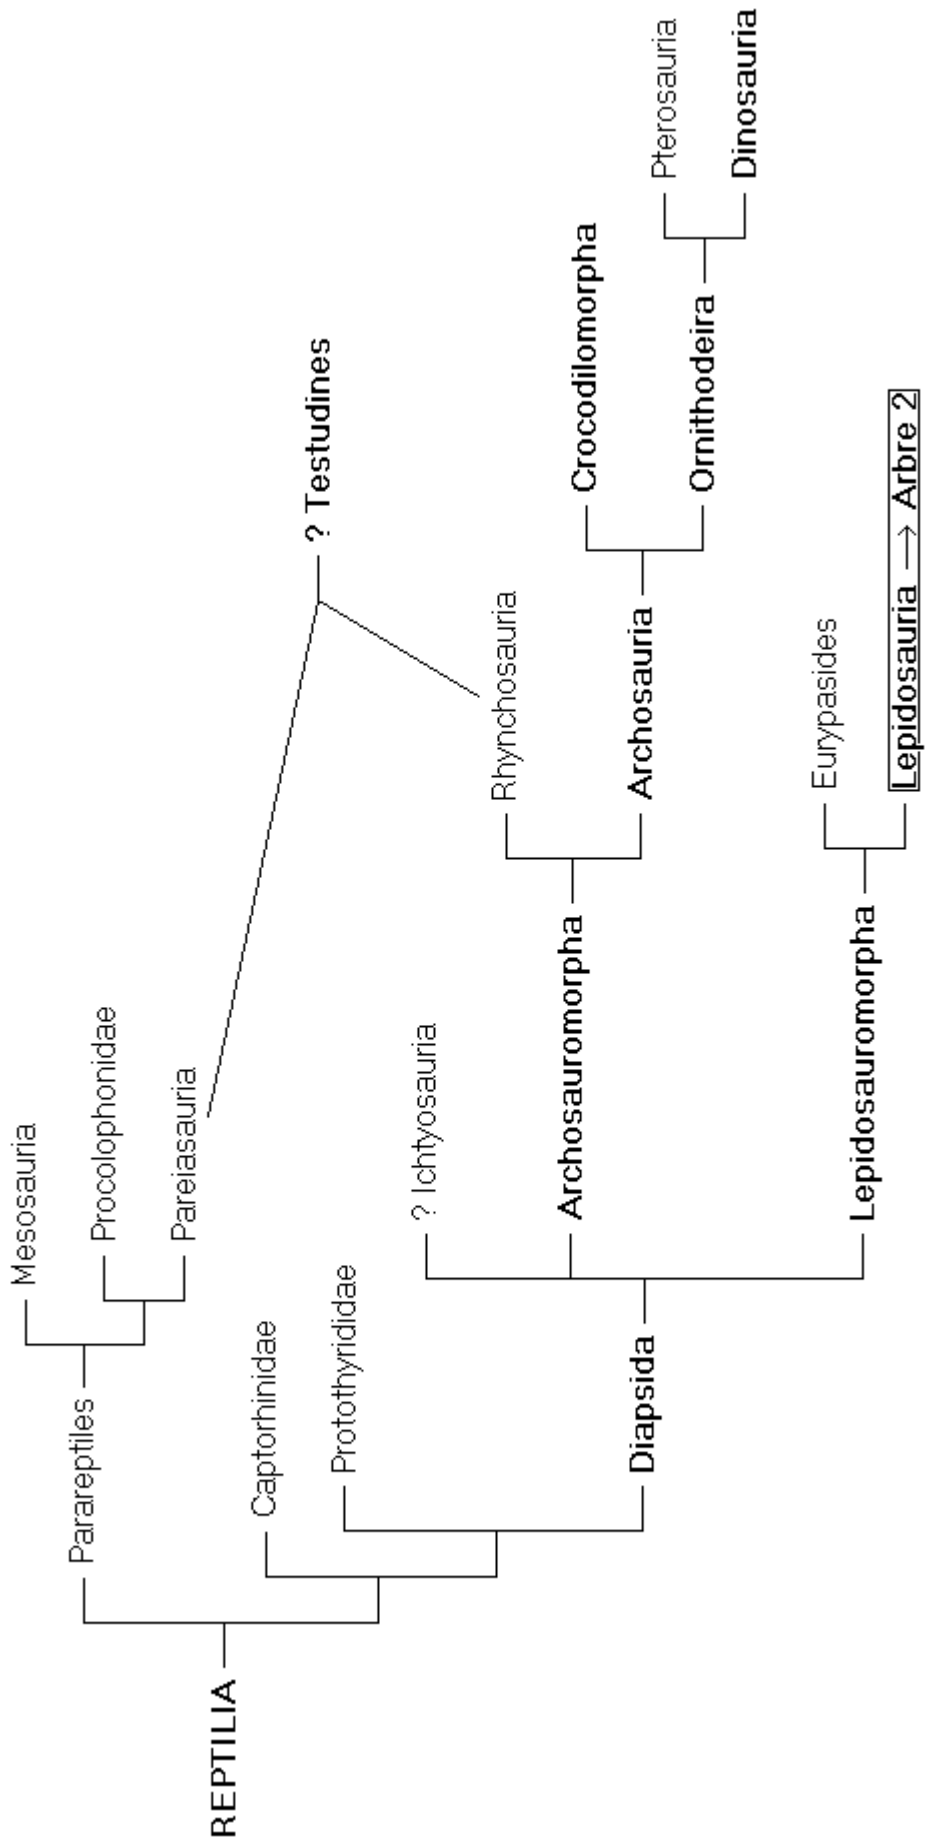 Mesosauria
Procolophonidae
Parareptiles
Pareiasauria
REPTILIA
Captorhinidae
? Testudines
Protothyrididae
? Ichtyosauria
Rhynchosauria
Archosauromorpha
Crocodilomorpha
Archosauria
Diapsida
Pterosauria
Ornithodeira
Dinosauria
Eurypasides
Lepidosauromorpha
Lepidosauria → Arbre 2